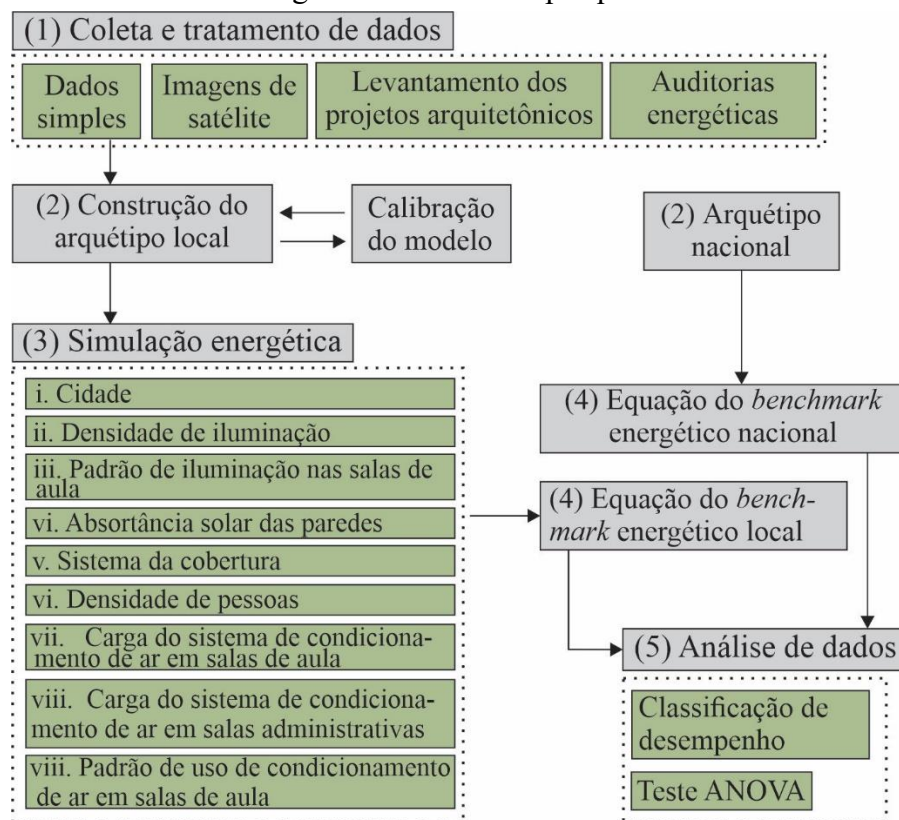 (1) Coleta e tratamento de dados
Dados
simples
Imagens de
satélite
Levantamento dos
projetos arquitetônicos
Auditorias
energéticas
(2) Construção do
arquétipo local
Calibração
do modelo
(2) Arquétipo
nacional
(3) Simulação energética
i. Cidade
ii. Densidade de iluminação
iii. Padrão de iluminação nas salas de
aula
vi. Absortância solar das paredes
v. Sistema da cobertura
vi. Densidade de pessoas
vii. Carga do sistema de condiciona-
mento de ar em salas de aula
viii. Carga do sistema de condiciona-
mento de ar em salas administrativas
viii. Padrão de uso de condicionamento
de ar em salas de aula
(4) Equação do benchmark
energético nacional
(4) Equação do bench-
mark energético local
(5) Análise de dados
Classificação de
desempenho
Teste ANOVA